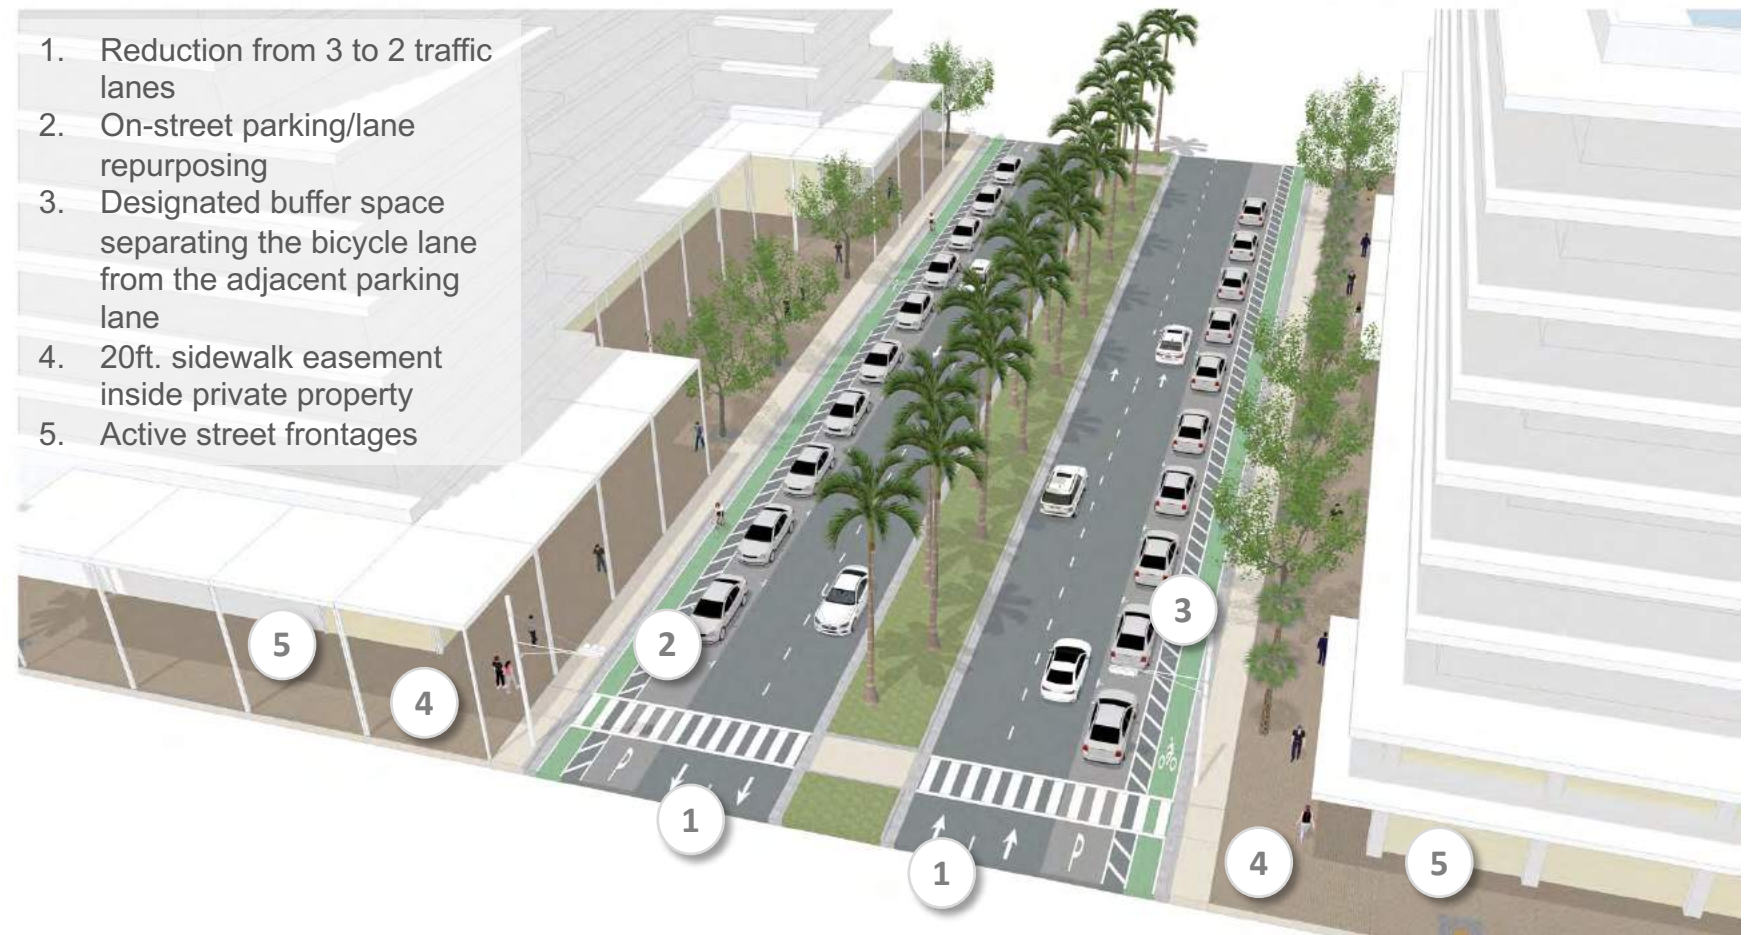 1. Reduction from 3 to 2 traffic
lanes
2. On-street parking/lane
repurposing
3. Designated buffer space
separating the bicycle lane
from the adjacent parking
lane
4. 20ft. sidewalk easement
inside private property
5. Active street frontages
5
4
2
3
P
1
P
1
4
5